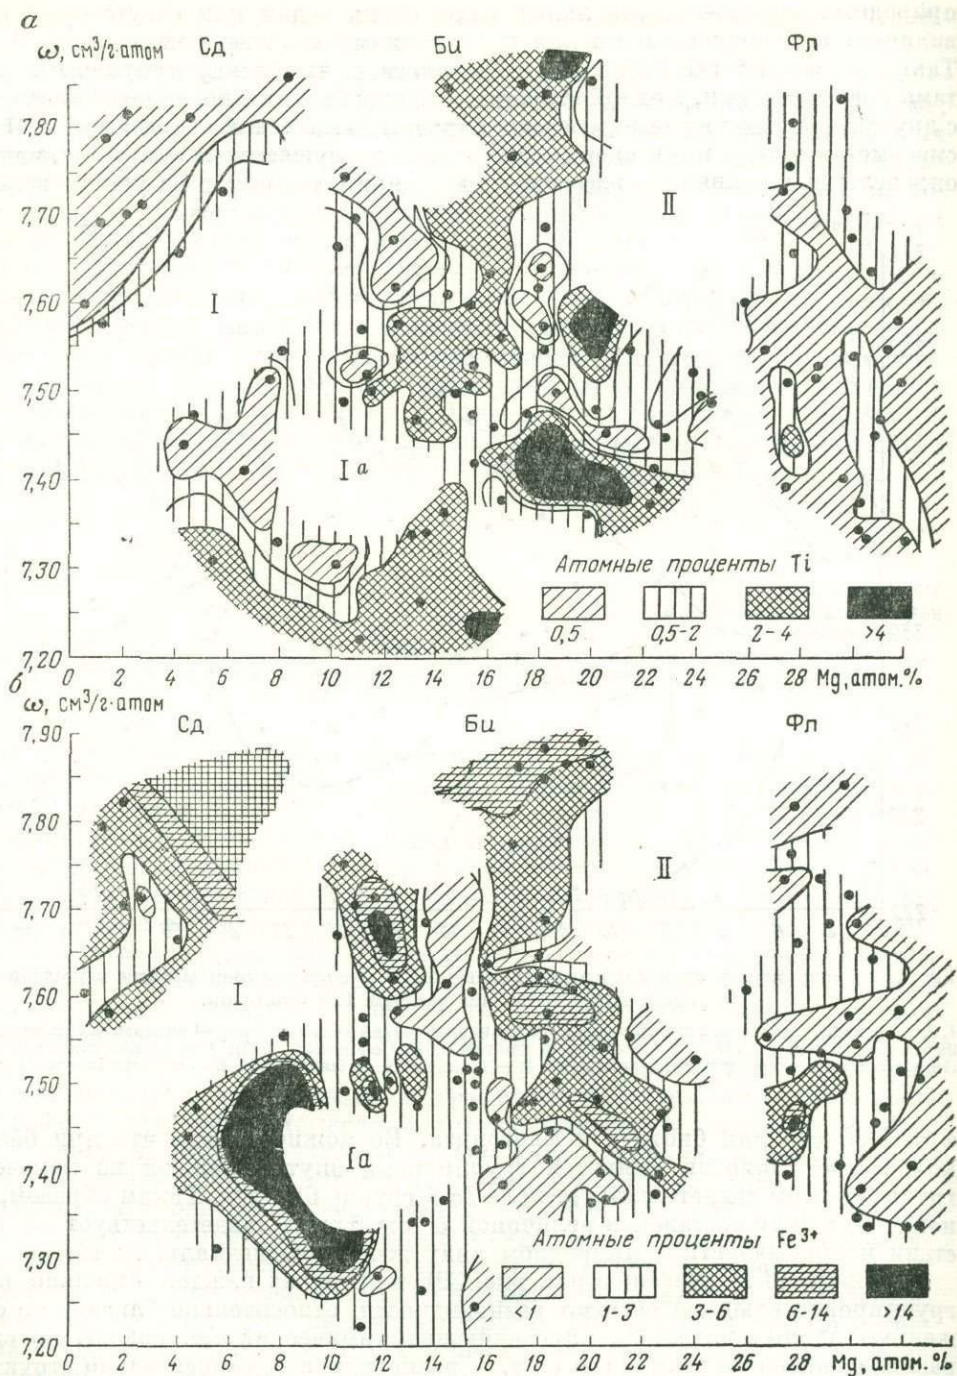 а
ω, см³/г·атом
Сд
Би
Фл
7,80
7,70
II
7,60
I
7,50
Iа
7,40
7,30
Атомные проценты Ti
0,5
0,5-2
2-4
>4
7,20
0 2 4 6 8 10 12 14 16 18 20 22 24 26 28 Mg, атом.%
б
ω, см³/г·атом
Сд
Би
Фл
7,90
7,80
II
7,70
I
7,60
7,50
Iа
7,40
7,30
Атомные проценты Fe³⁺
<1
1-3
3-6
6-14
>14
7,20
0 2 4 6 8 10 12 14 16 18 20 22 24 26 28 Mg, атом.%